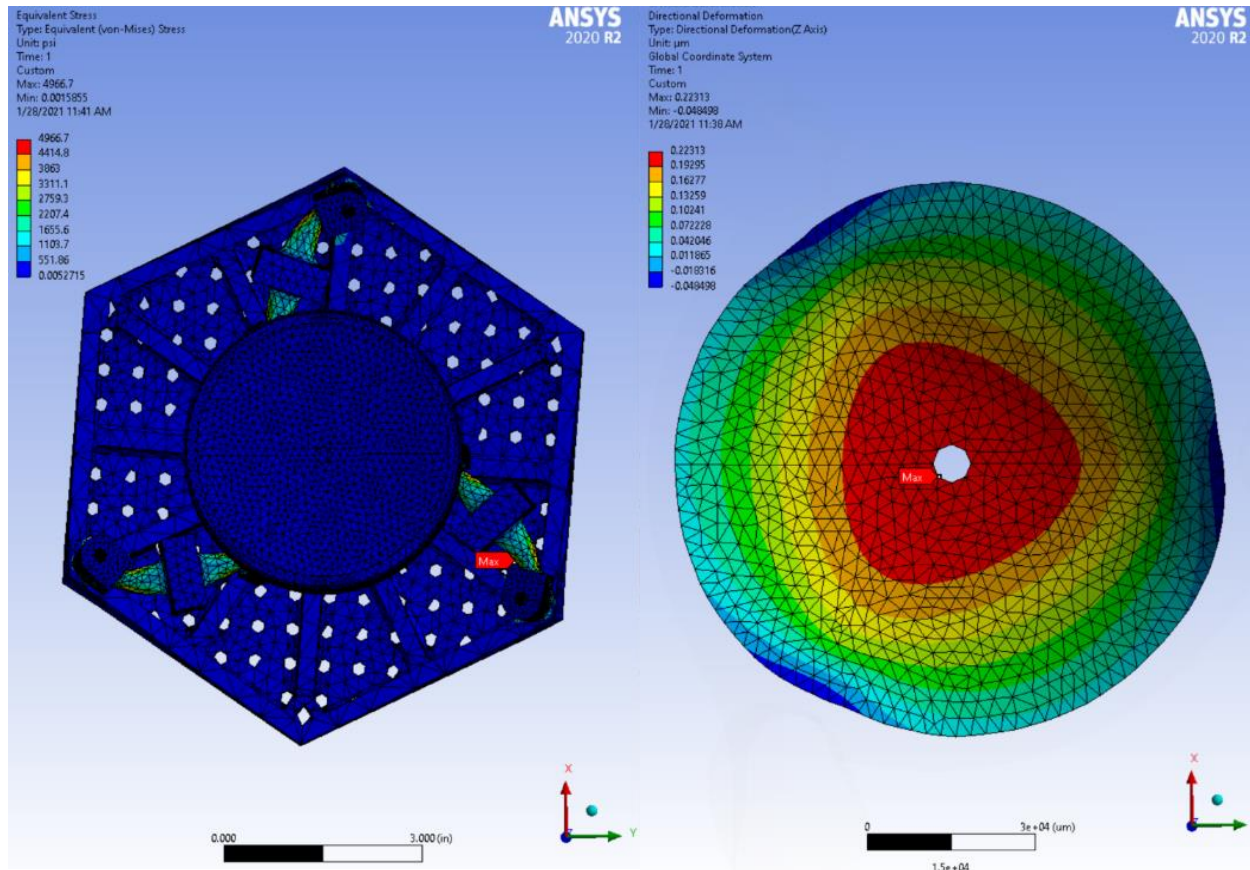 Equivalent Stress
Type: Equivalent (von-Mises) Stress
Unit: psi
Time: 1
Custom
Max: 4966.7
Min: 0.0015855
1/28/2021 11:41 AM
ANSYS
2020 R2
4966.7
4414.8
3863
3311.1
2759.3
2207.4
1655.6
1103.7
551.86
0.0052715
Max
X
Y
Z
0.000
3.000 (in)
Directional Deformation
Type: Directional Deformation(Z Axis)
Unit: µm
Global Coordinate System
Time: 1
Custom
Max: 0.22313
Min: -0.048498
1/28/2021 11:38 AM
ANSYS
2020 R2
0.22313
0.19295
0.16277
0.13259
0.10241
0.072228
0.042046
0.011865
-0.018316
-0.048498
Max
X
Y
Z
0
3e+04 (um)
1.5e+04